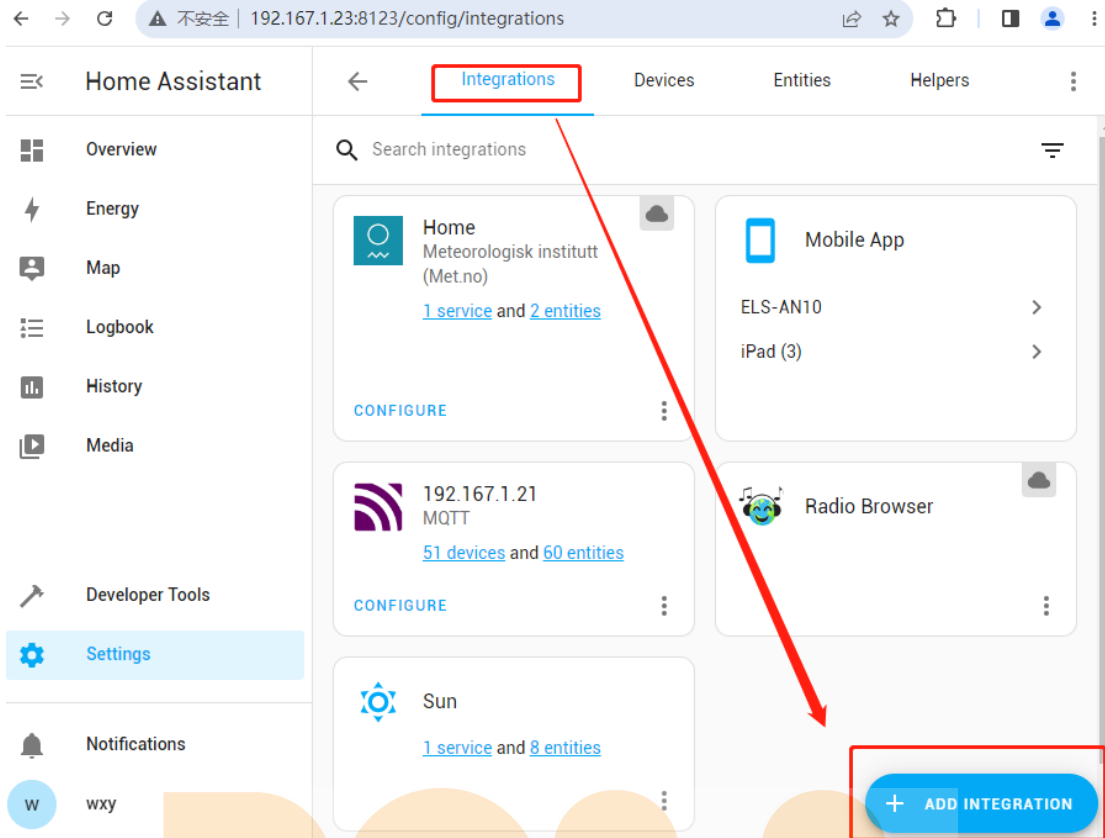 不安全 | 192.167.1.23:8123/config/integrations
Home Assistant
Overview
Energy
Map
Logbook
History
Media
Developer Tools
Settings
Notifications
W
wxy
Integrations
Devices
Entities
Helpers
Search integrations
Home
Meteorologisk institutt
(Met.no)
1 service and 2 entities
CONFIGURE
Mobile App
ELS-AN10
iPad (3)
192.167.1.21
MQTT
51 devices and 60 entities
CONFIGURE
Radio Browser
Sun
1 service and 8 entities
+ ADD INTEGRATION